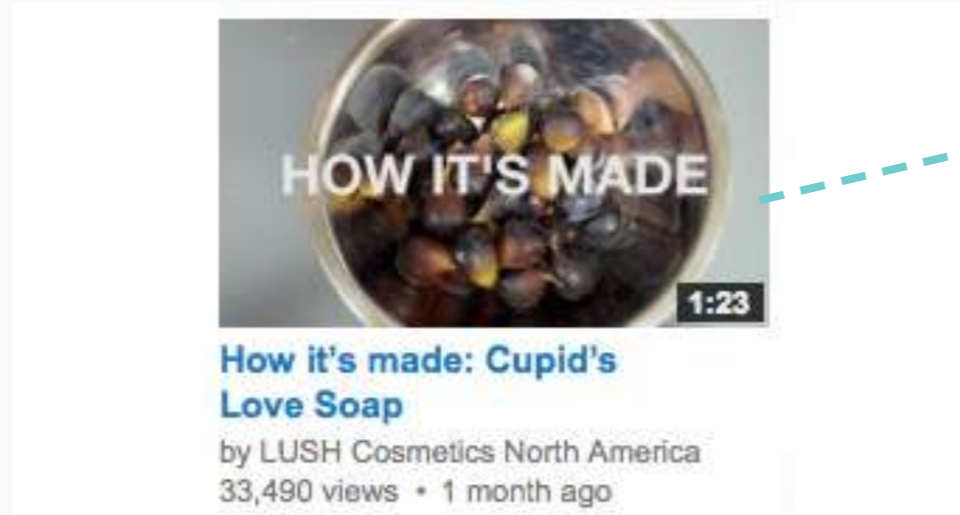 HOW IT'S MADE
1:23
How it's made: Cupid's
Love Soap
by LUSH Cosmetics North America
33,490 views • 1 month ago